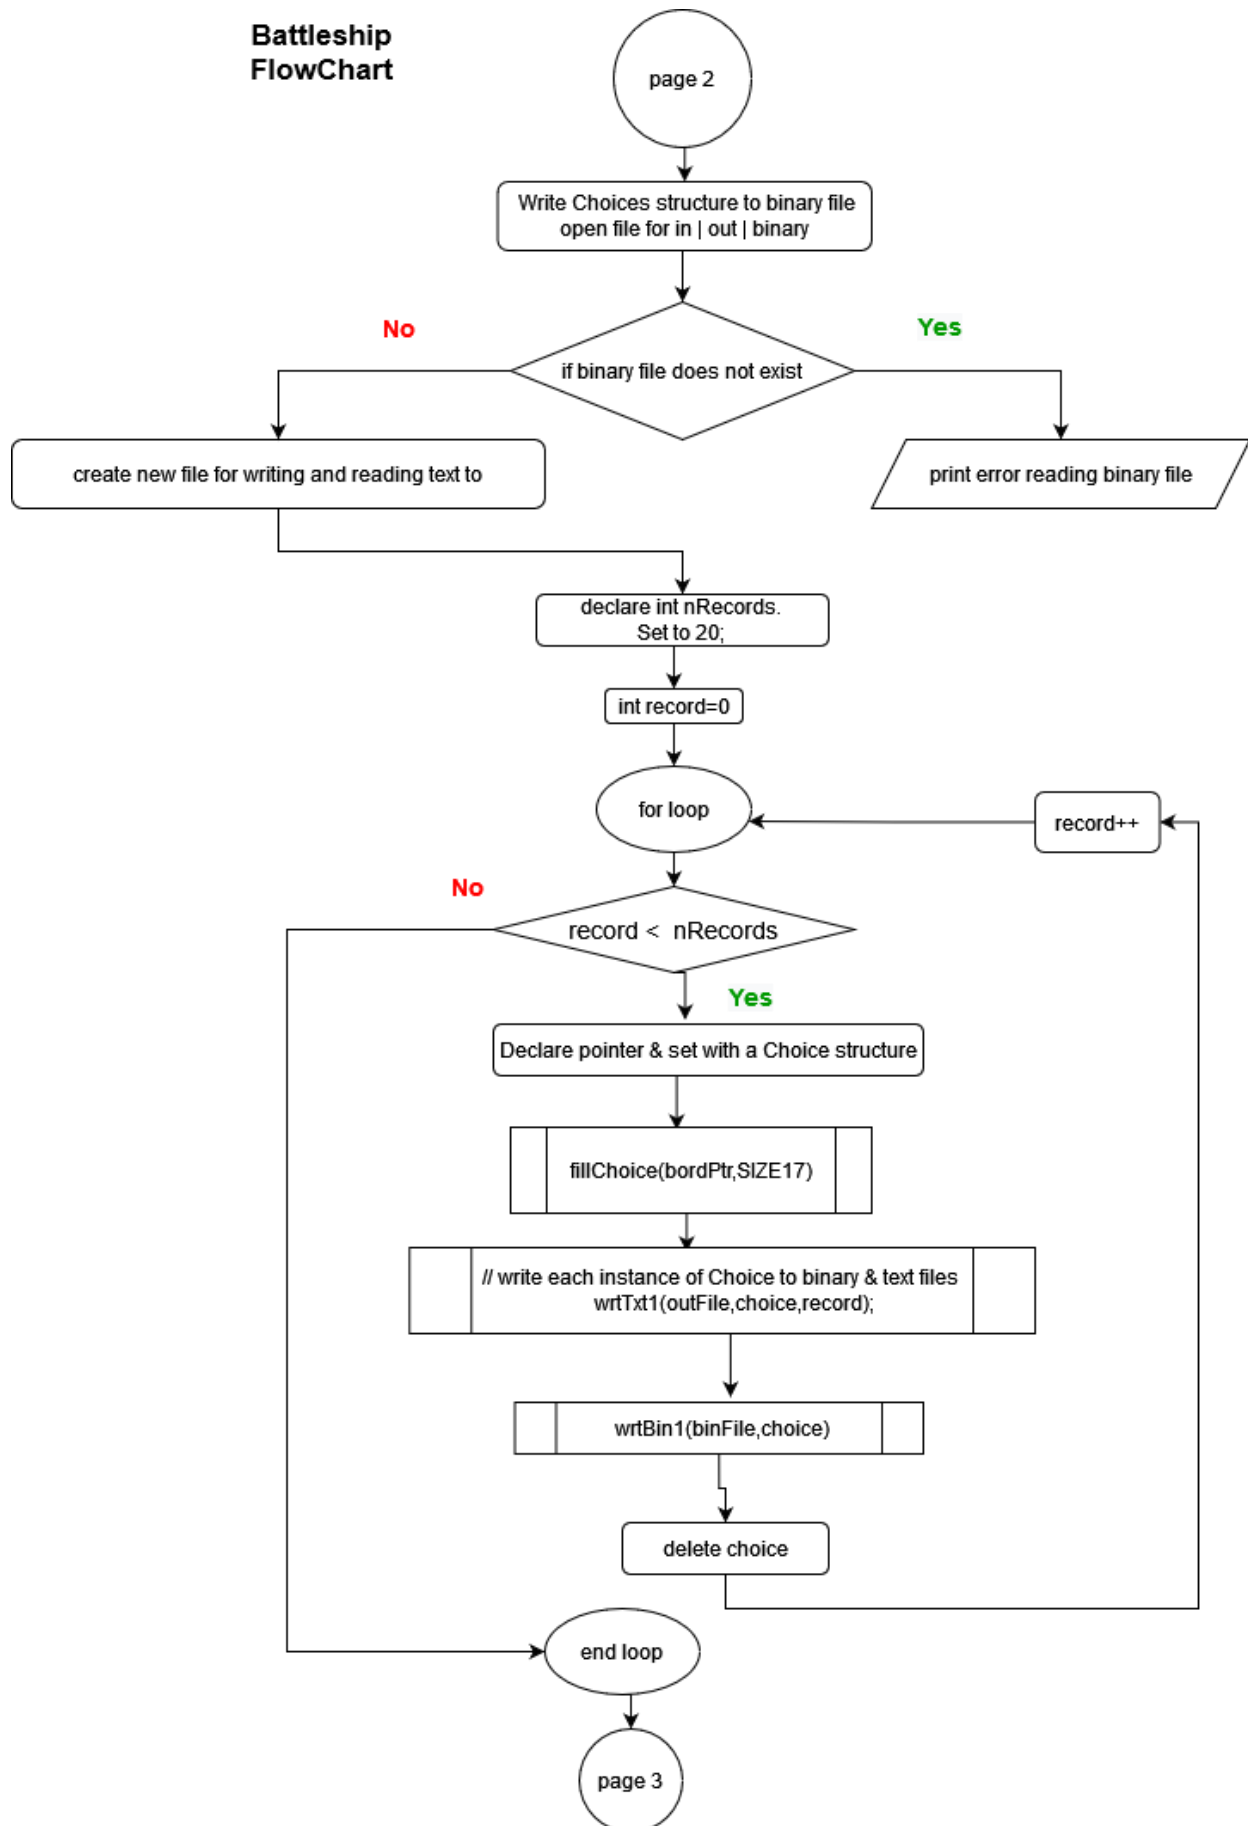 Battleship
FlowChart
page 2
Write Choices structure to binary file
open file for in | out | binary
No
Yes
if binary file does not exist
create new file for writing and reading text to
print error reading binary file
declare int nRecords.
Set to 20;
int record=0
for loop
record++
No
record < nRecords
Yes
Declare pointer & set with a Choice structure
fillChoice(bordPtr,SIZE17)
// write each instance of Choice to binary & text files
wrtTxt1(outFile,choice,record);
wrtBin1(binFile,choice)
delete choice
end loop
page 3